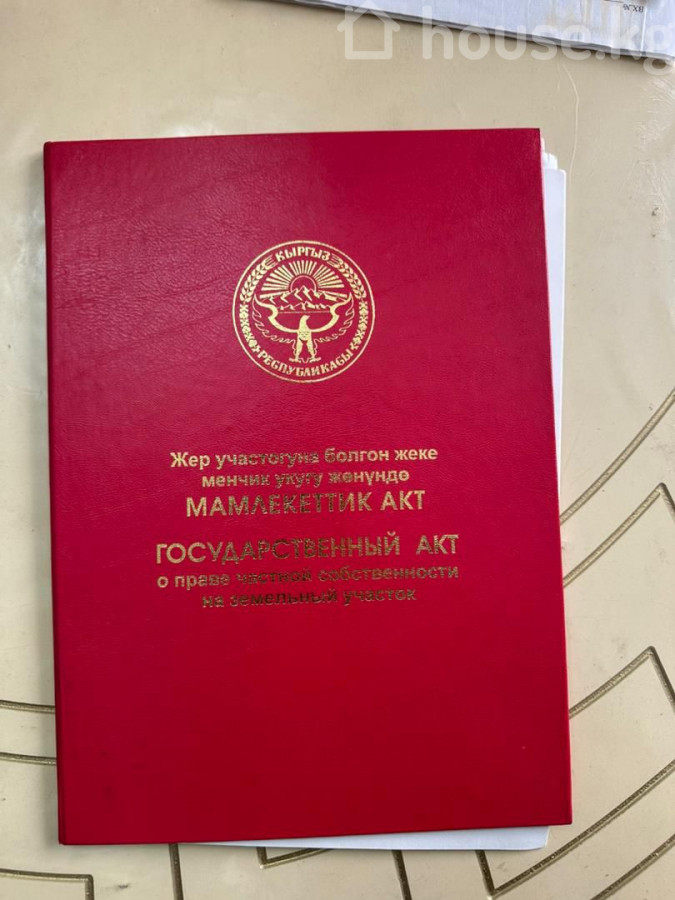 house.kg
КЫРГЫЗ
РЕСПУБЛИКАСЫ
Жер участогуна болгон жеке
менчик укугу жөнүндө
МАМЛЕКЕТТИК АКТ
ГОСУДАРСТВЕННЫЙ АКТ
о праве частной собственности
на земельный участок